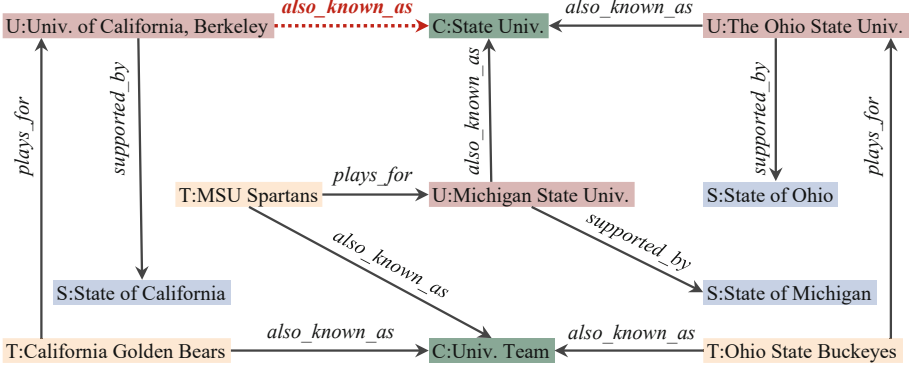 also_known_as
also_known_as
U:Univ. of California, Berkeley
C:State Univ.
U:The Ohio State Univ.
plays_for
supported_by
also_known_as
supported_by
plays_for
plays_for
T:MSU Spartans
U:Michigan State Univ.
S:State of Ohio
also_known_as
supported_by
S:State of California
S:State of Michigan
also_known_as
also_known_as
T:California Golden Bears
C:Univ. Team
T:Ohio State Buckeyes